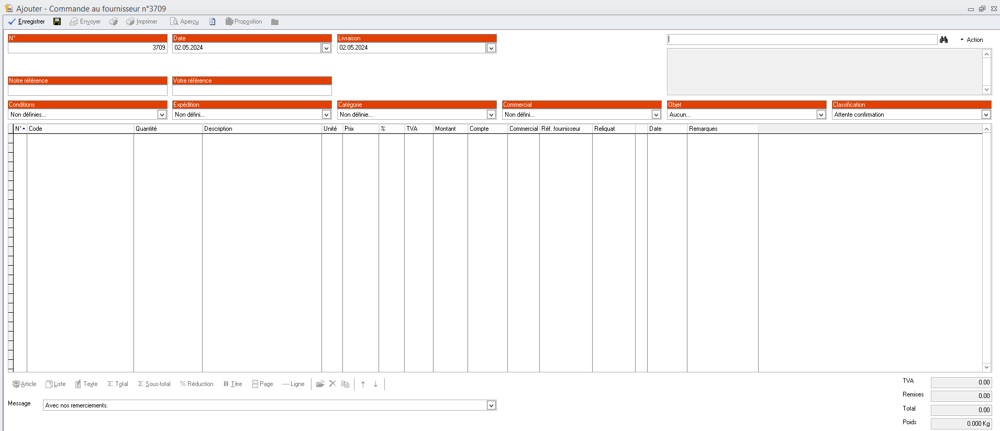 Ajouter - Commande au fournisseur n°3709
Enregistrer Envoyer Imprimer Aperçu Proposition
N° Date Livraison
3709 02.05.2024 02.05.2024 Action
Notre référence Votre référence
Conditions Expédition Catégorie Commercial Objet Classification
Non définies... Non défini... Non définie... Non défini... Aucun... Attente confirmation
N° Code Quantité Description Unité Prix % TVA Montant Compte Commercial Réf. fournisseur Reliquat Date Remarques
Article Liste Texte Σ Total Σ Sous-total % Réduction B Titre Page Ligne
TVA 0.00
Remises 0.00
Message Avec nos remerciements.
Total 0.00
Poids 0.000 Kg